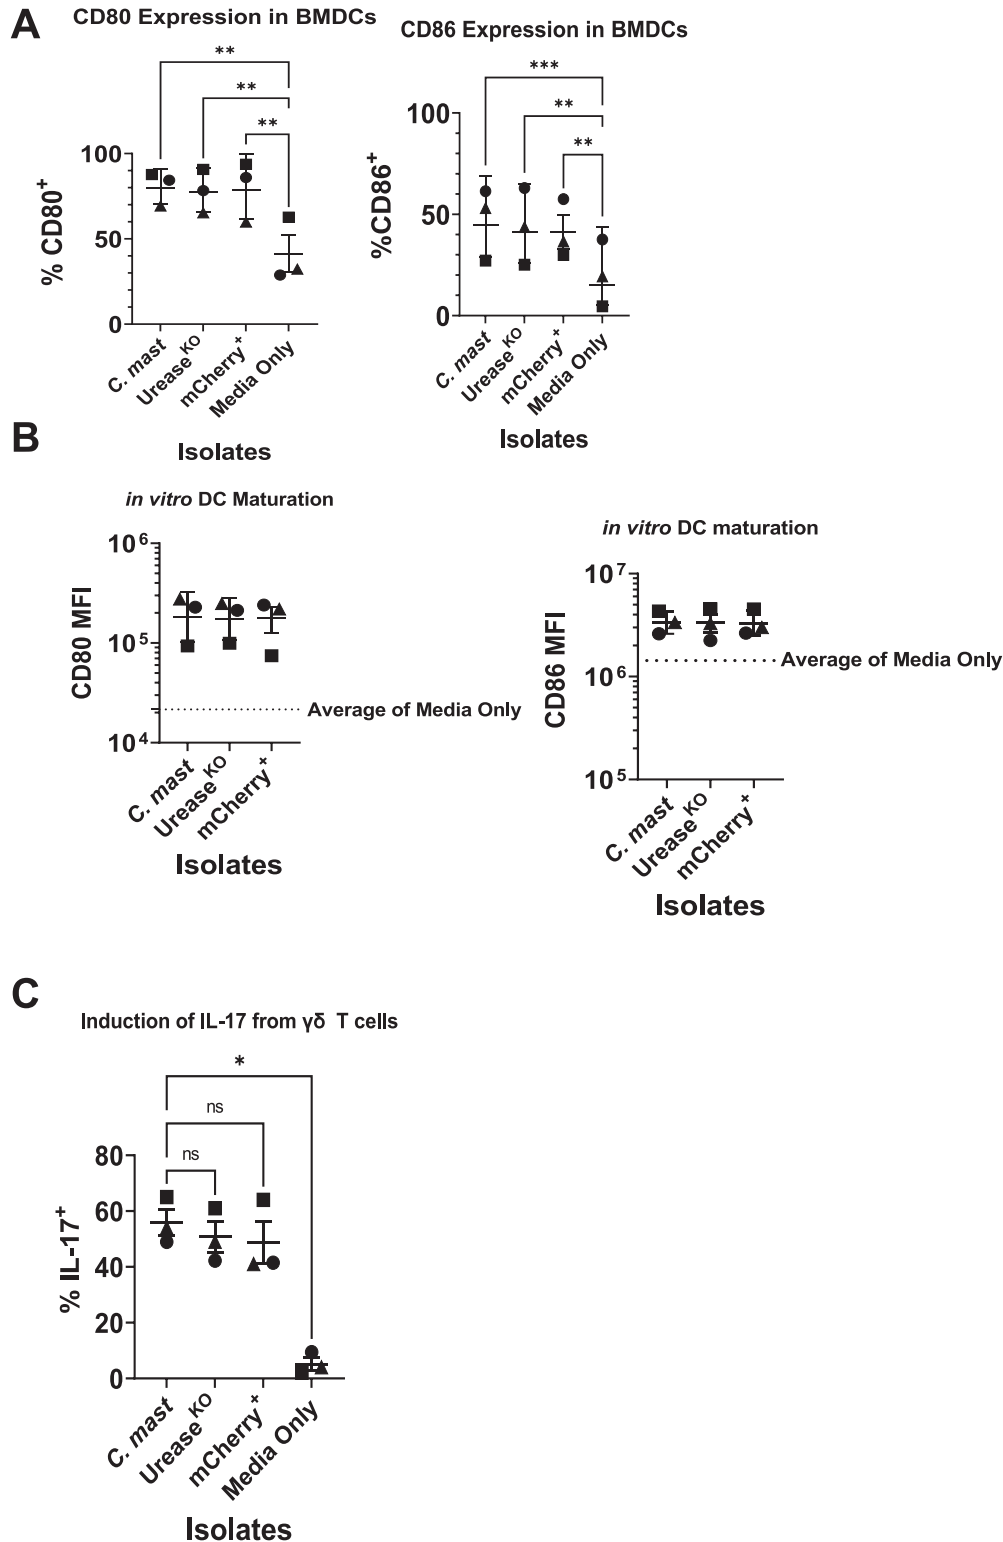 A
CD80 Expression in BMDCs
**
**
**
% CD80+
100
50
0
C. mast
Urease KO
mCherry+
Media Only
Isolates
CD86 Expression in BMDCs
***
**
**
%CD86+
100
50
0
C. mast
Urease KO
mCherry+
Media Only
Isolates
B
in vitro DC Maturation
CD80 MFI
10^6
10^5
10^4
Average of Media Only
C. mast
Urease KO
mCherry+
Isolates
in vitro DC maturation
CD86 MFI
10^7
10^6
10^5
Average of Media Only
C. mast
Urease KO
mCherry+
Isolates
C
Induction of IL-17 from γδ T cells
*
ns
ns
% IL-17+
80
60
40
20
0
C. mast
Urease KO
mCherry+
Media Only
Isolates